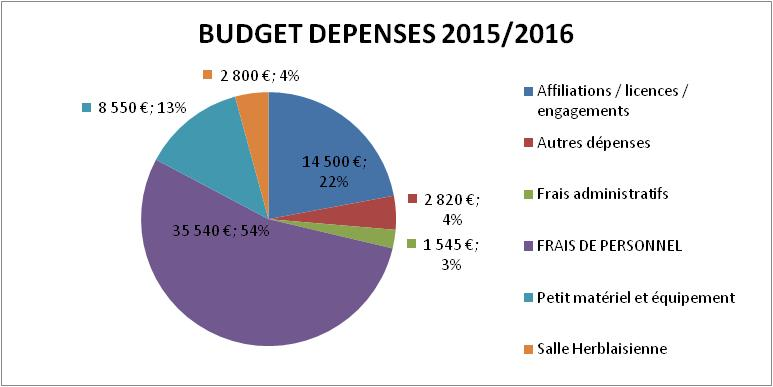 BUDGET DEPENSES 2015/2016
2 800 €; 4%
8 550 €; 13%
14 500 €;
22%
2 820 €;
4%
1 545 €;
3%
35 540 €; 54%
Affiliations / licences /
engagements
Autres dépenses
Frais administratifs
FRAIS DE PERSONNEL
Petit matériel et équipement
Salle Herblaisienne